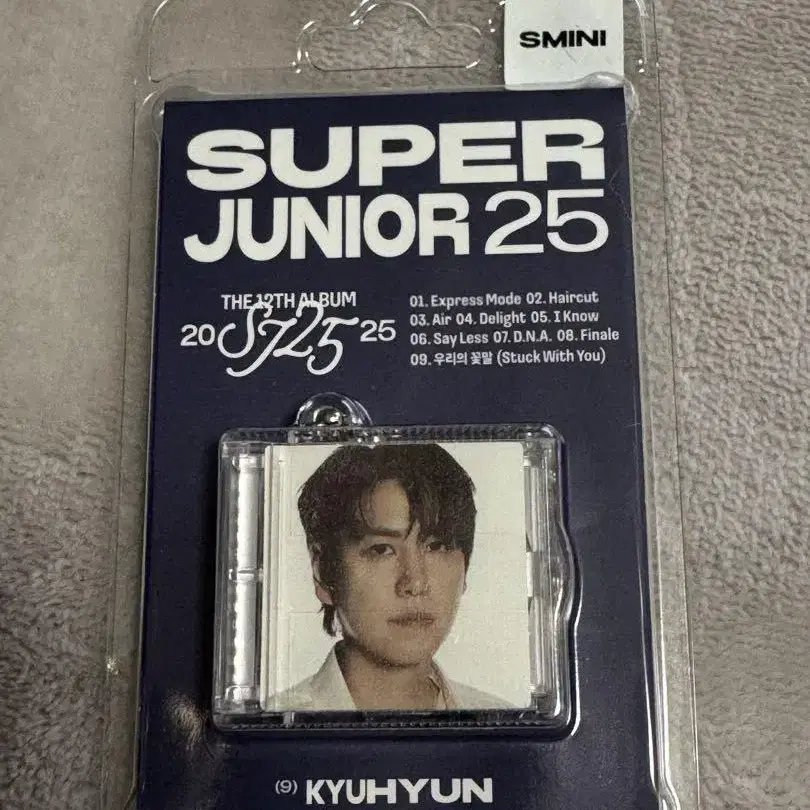 SMINI
SUPER
JUNIOR 25
THE 12TH ALBUM
20 SJ25 25
01. Express Mode 02. Haircut
03. Air 04. Delight 05. I Know
06. Say Less 07. D.N.A. 08. Finale
09. 우리의 꽃말 (Stuck With You)
(9) KYUHYUN